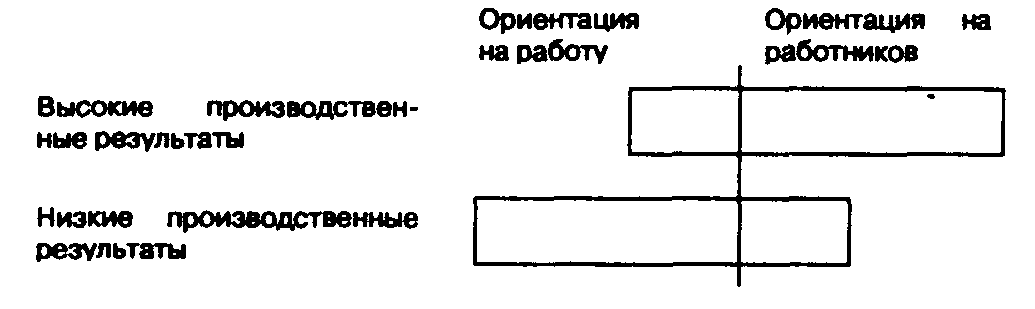 Ориентация
на работу
Ориентация на
работников
Высокие производствен-
ные результаты
Низкие производственные
результаты